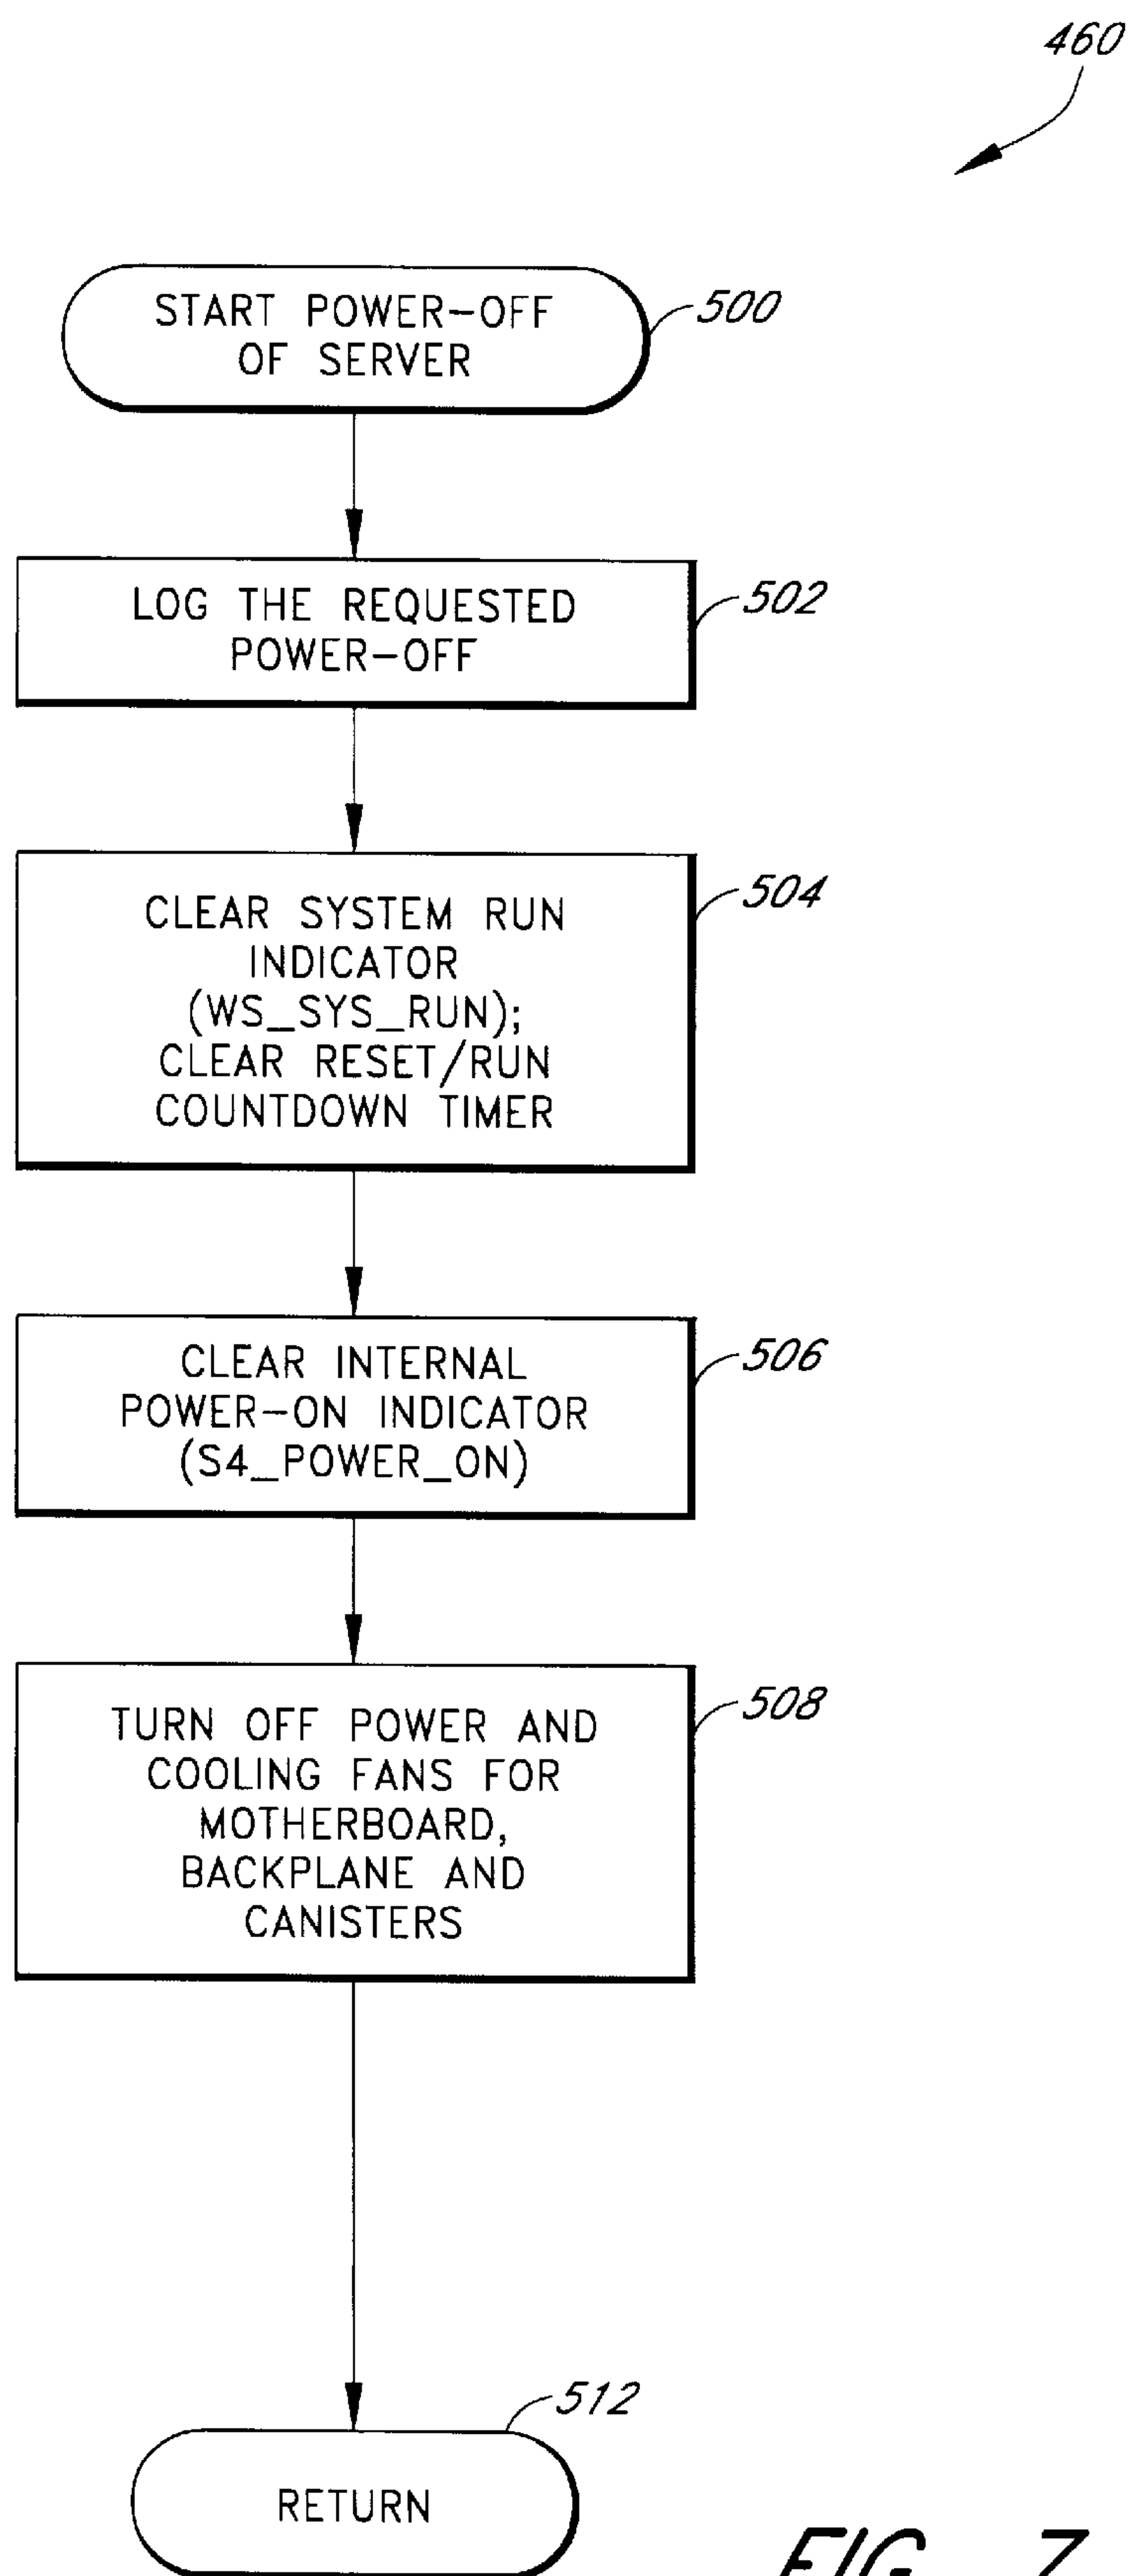 460
START POWER-OFF
OF SERVER
500
LOG THE REQUESTED
POWER-OFF
502
CLEAR SYSTEM RUN
INDICATOR
(WS_SYS_RUN);
CLEAR RESET/RUN
COUNTDOWN TIMER
504
CLEAR INTERNAL
POWER-ON INDICATOR
(S4_POWER_ON)
506
TURN OFF POWER AND
COOLING FANS FOR
MOTHERBOARD,
BACKPLANE AND
CANISTERS
508
RETURN
512
FIG. 7